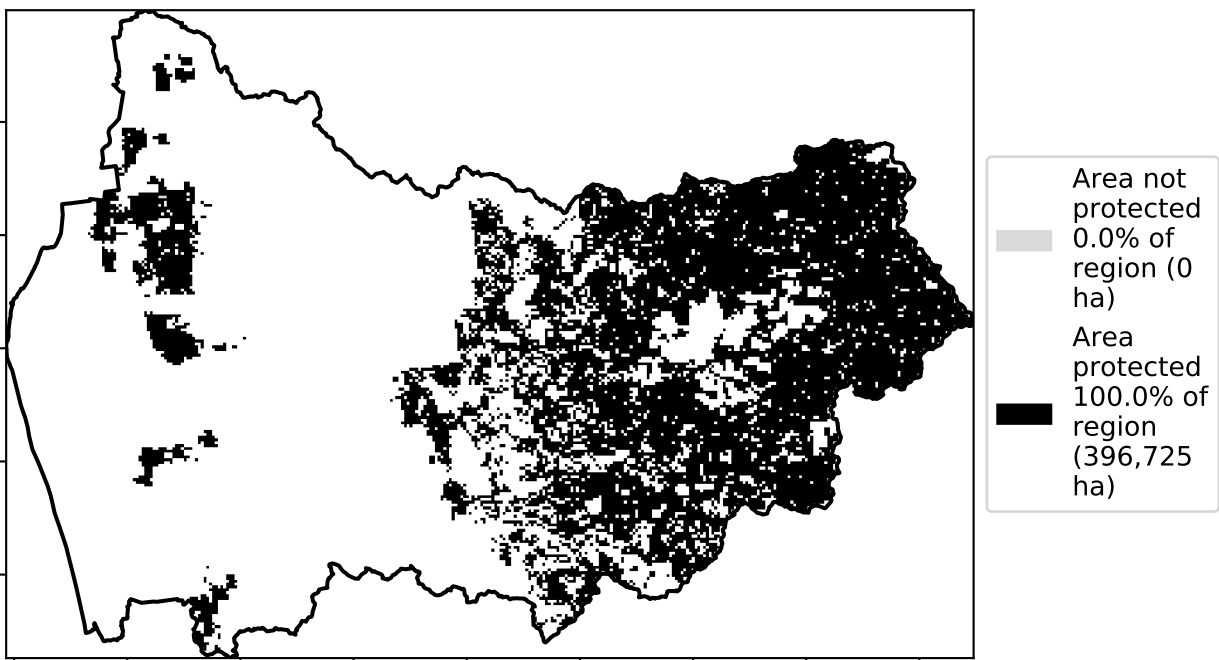 Area not
protected
0.0% of
region (0
ha)
Area
protected
100.0% of
region
(396,725
ha)